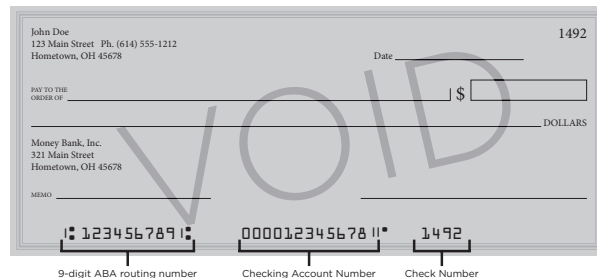 John Doe
123 Main Street Ph. (614) 555-1212
Hometown, OH 45678
1492
Date
PAY TO THE
ORDER OF
$
DOLLARS
VOID
Money Bank, Inc.
321 Main Street
Hometown, OH 45678
MEMO
⑆123456789⑆ 000012345678⑈ 1492
9-digit ABA routing number Checking Account Number Check Number